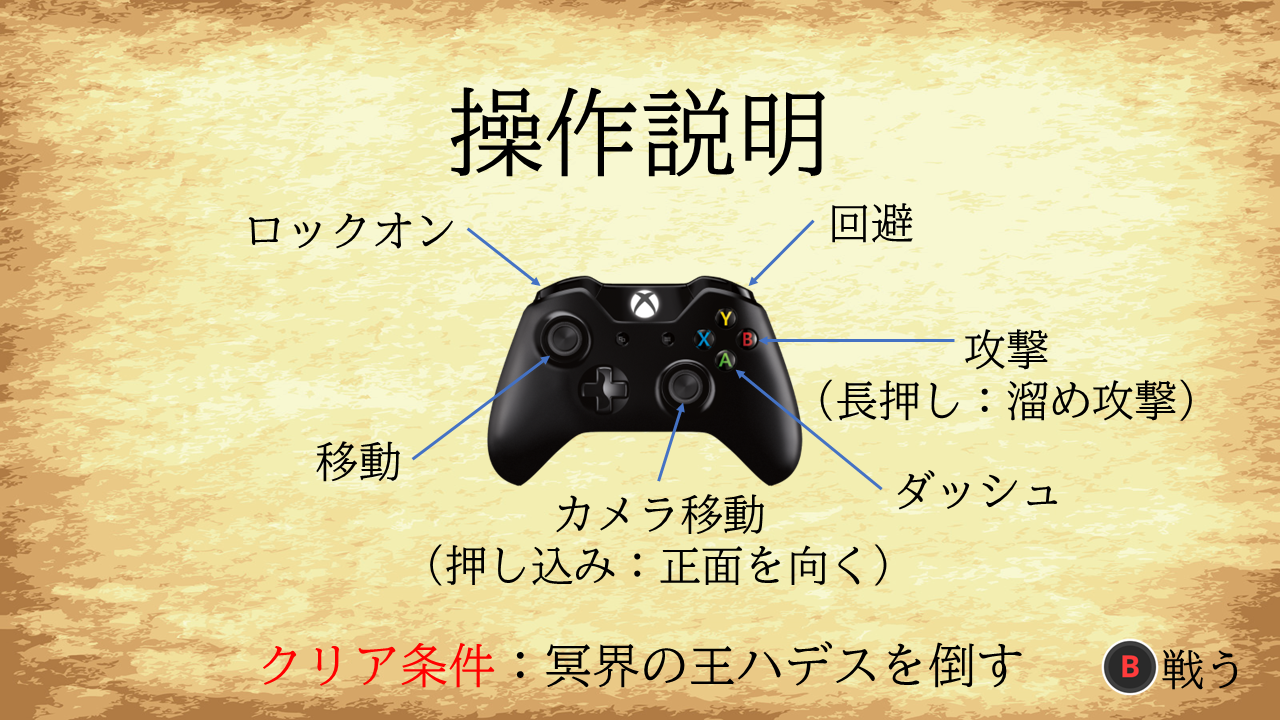 操作説明
ロックオン
回避
Y
X
B
A
攻撃
(長押し：溜め攻撃)
移動
ダッシュ
カメラ移動
(押し込み：正面を向く)
クリア条件：冥界の王ハデスを倒す
B 戦う